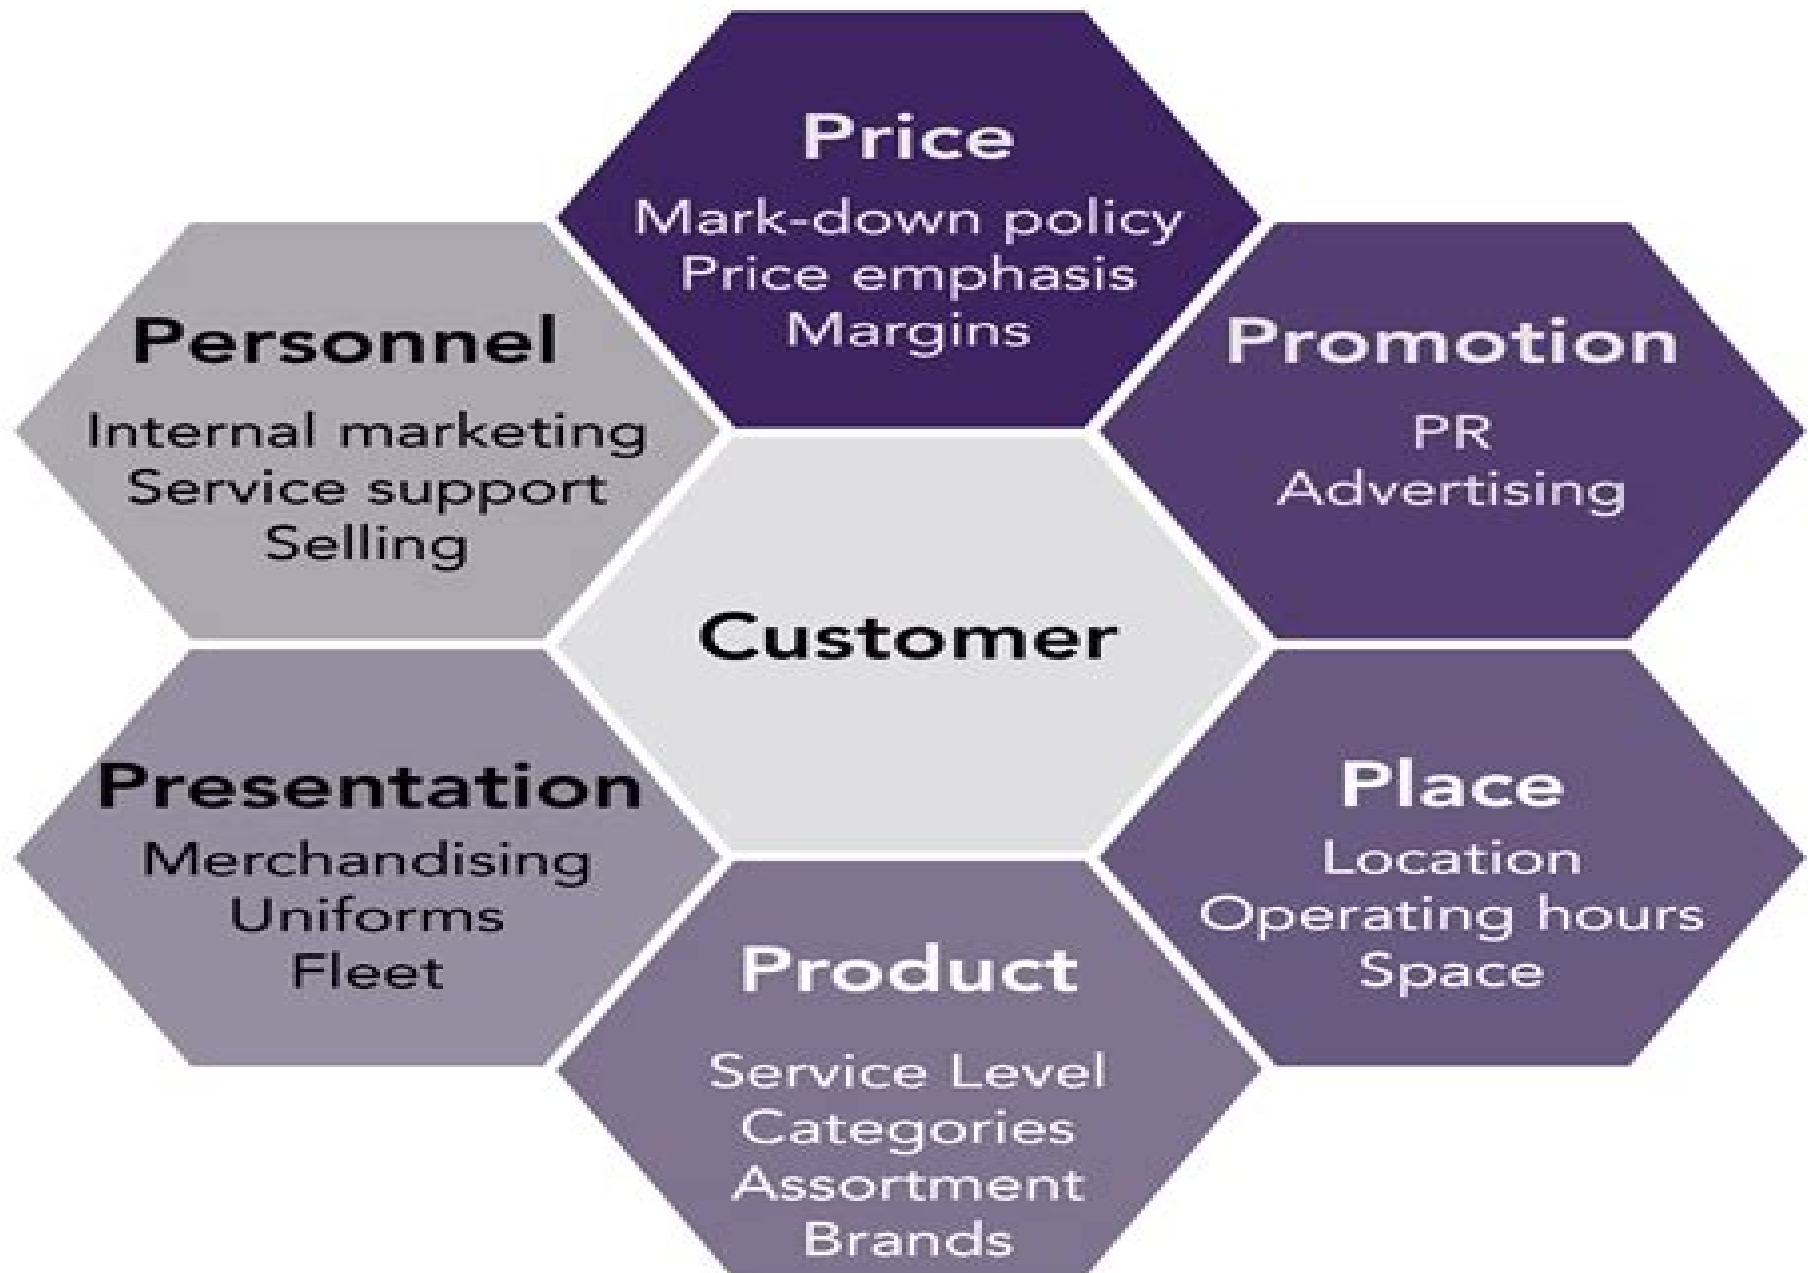 Price
Mark-down policy
Price emphasis
Margins
Promotion
PR
Advertising
Personnel
Internal marketing
Service support
Selling
Customer
Presentation
Merchandising
Uniforms
Fleet
Place
Location
Operating hours
Space
Product
Service Level
Categories
Assortment
Brands